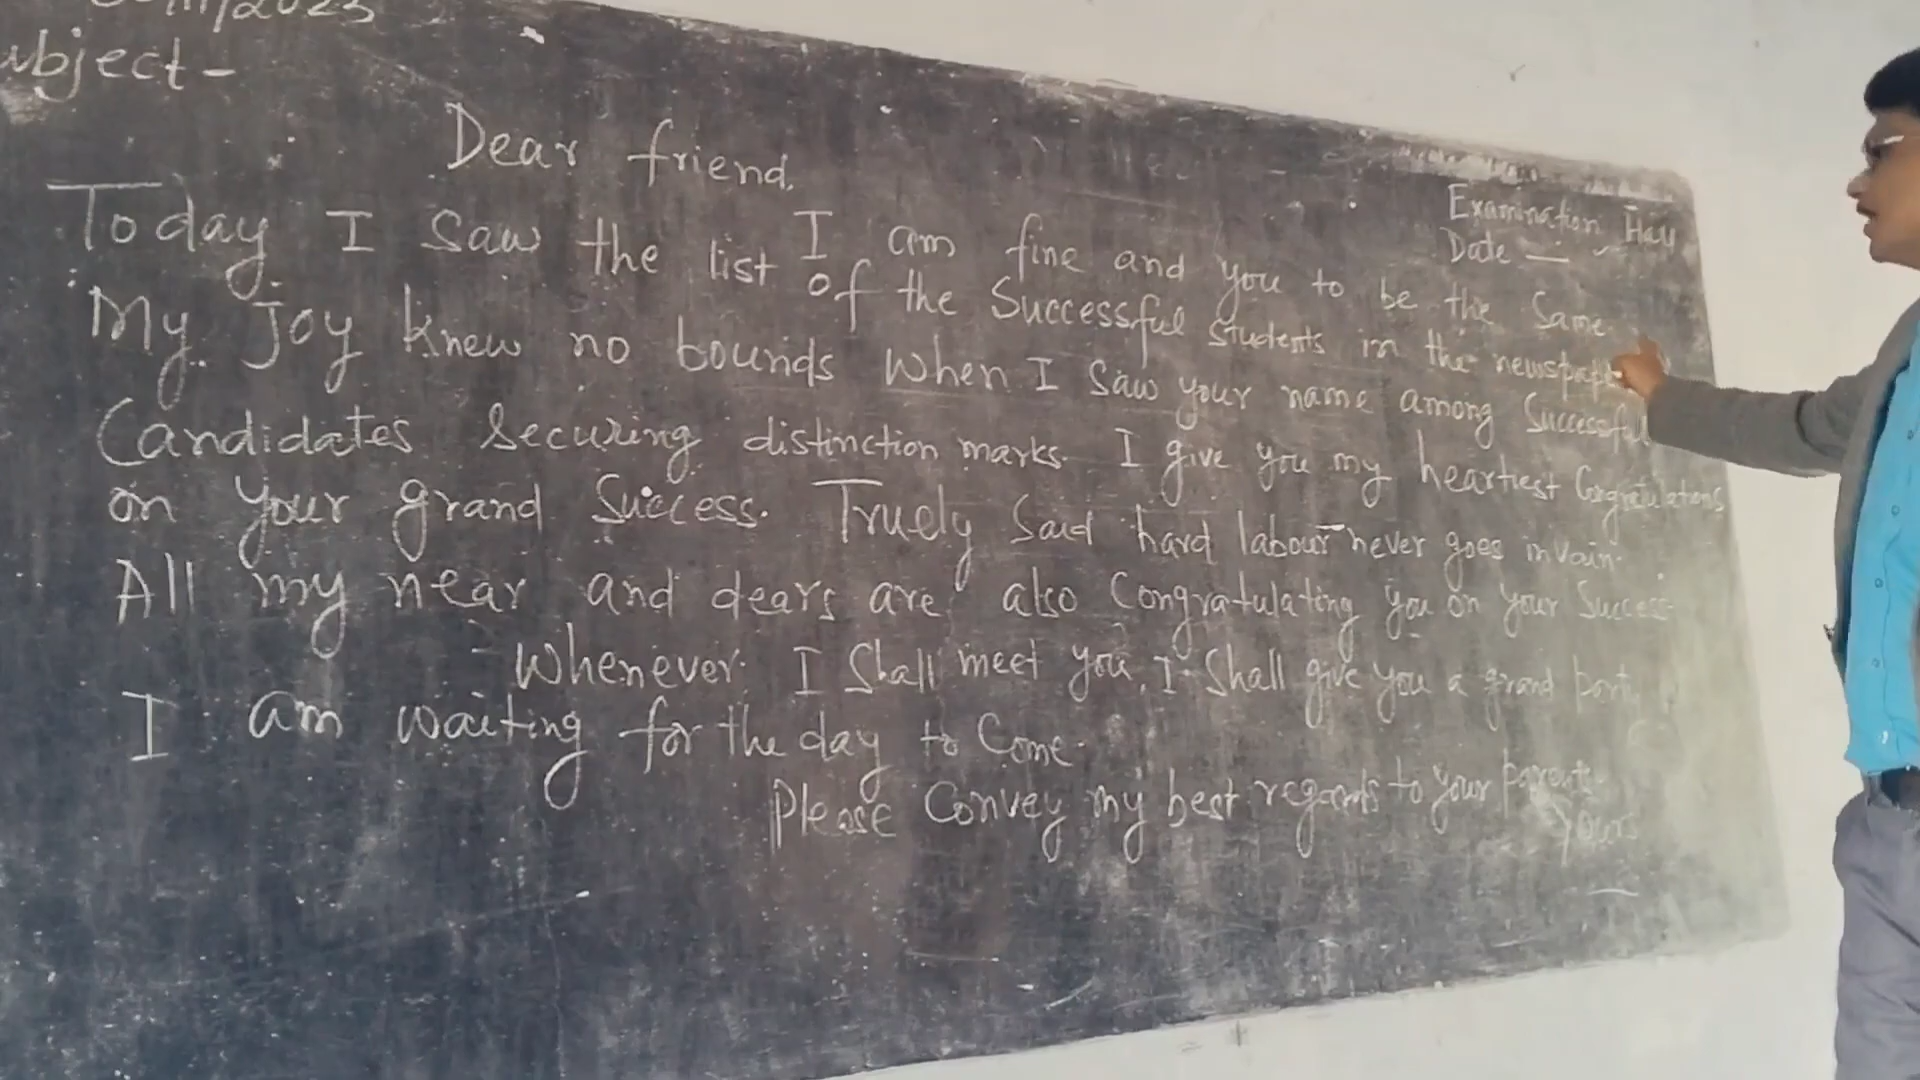 /2023
ubject-
Examination Hall
Date —
Dear friend,
I am fine and you to be the same.
Today I saw the list of the Successful students in the newspape
My Joy knew no bounds when I saw your name among Successful
Candidates securing distinction marks. I give you my heartiest Congratulations
on your grand Success. Truely Said hard labour never goes in vain.
All my near and dears are also Congratulating you on your Success.
Whenever I Shall meet you, I Shall give you a grand party
I am waiting for the day to Come.
Please Convey my best regards to your parents.
Yours